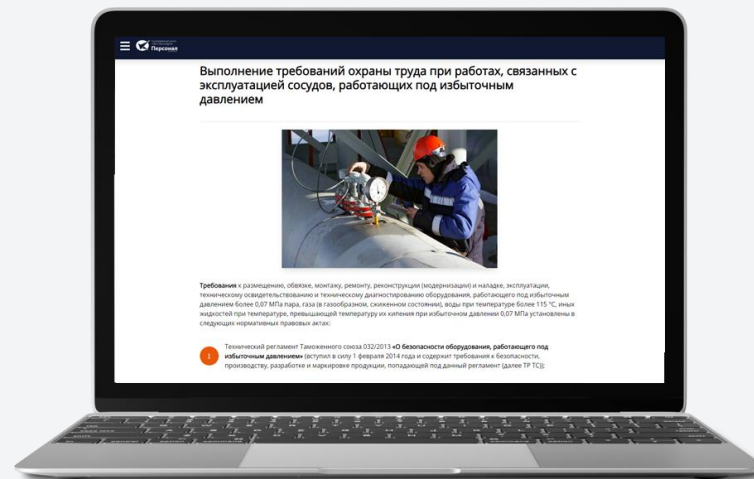 Персонал
Выполнение требований охраны труда при работах, связанных с
эксплуатацией сосудов, работающих под избыточным
давлением
Требования к размещению, обвязке, монтажу, ремонту, реконструкции (модернизации) и наладке, эксплуатации,
техническому освидетельствованию и техническому диагностированию оборудования, работающего под избыточным
давлением более 0,07 МПа пара, газа (в газообразном, сжиженном состоянии), воды при температуре более 115 °C, иных
жидкостей при температуре, превышающей температуру их кипения при избыточном давлении 0,07 МПа установлены в
следующих нормативных правовых актах:
1
Технический регламент Таможенного союза 032/2013 «О безопасности оборудования, работающего под
избыточным давлением» (вступил в силу 1 февраля 2014 года и содержит требования к безопасности,
производству, разработке и маркировке продукции, попадающей под данный регламент (далее ТР ТС));